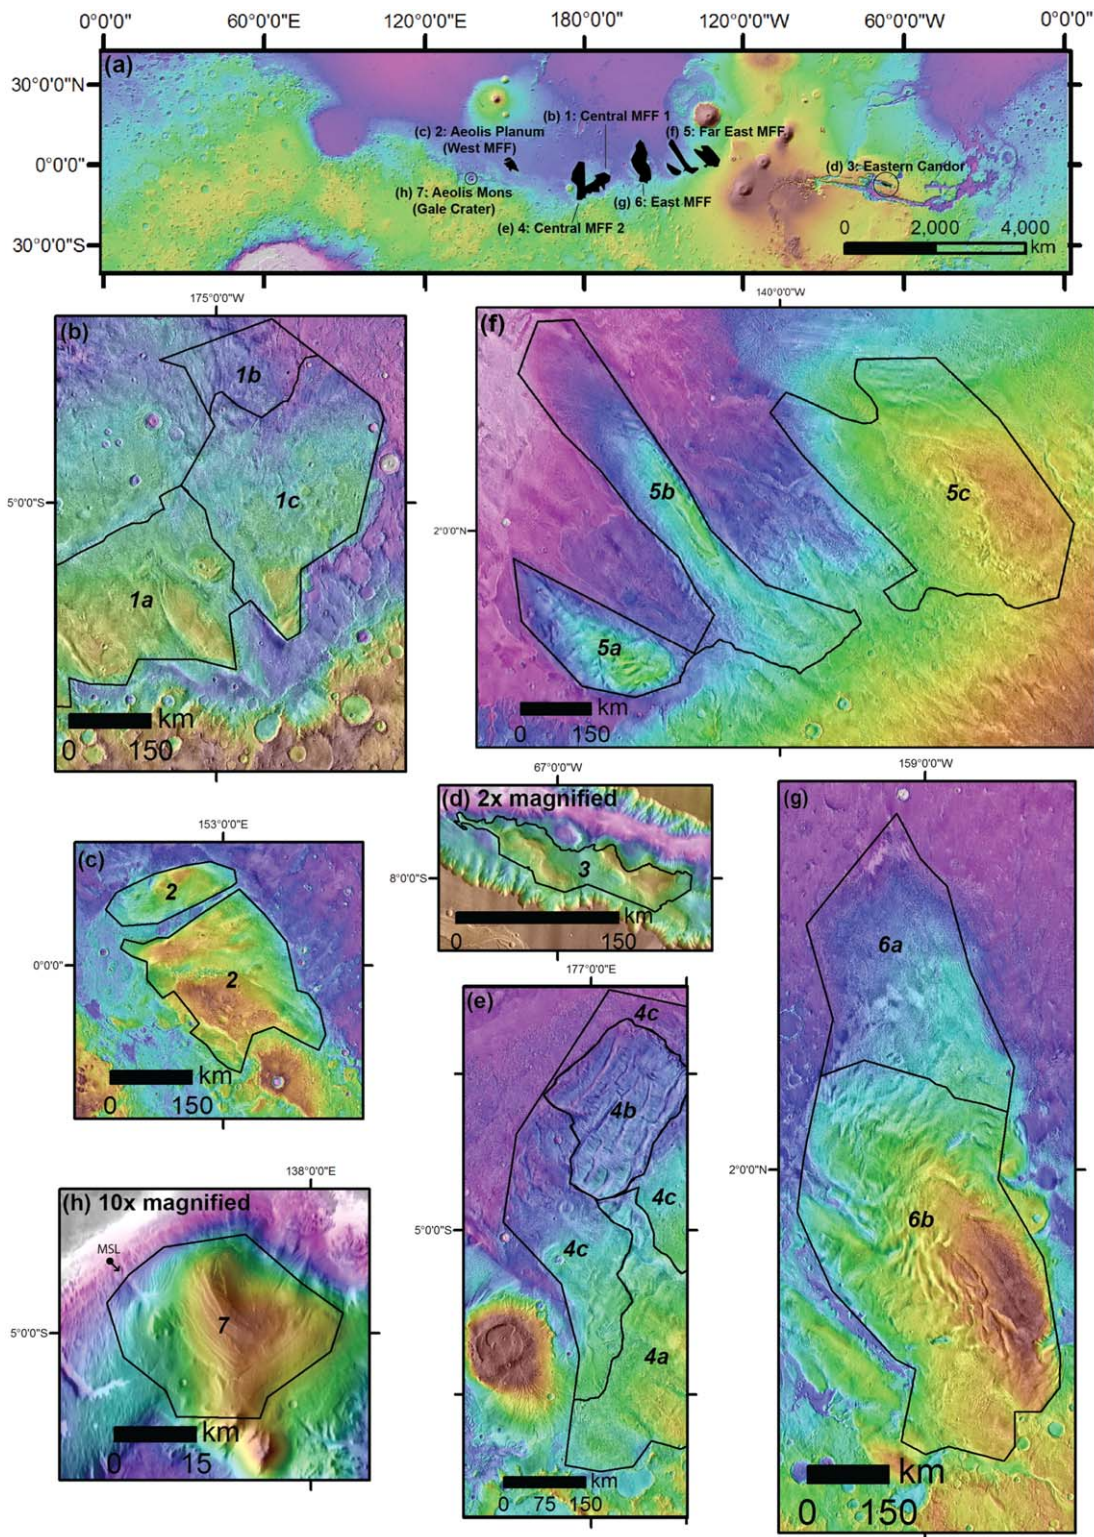 0°0'0" 60°0'0"E 120°0'0"E 180°0'0" 120°0'0"W 60°0'0"W 0°0'0"
(a)
30°0'0"N
0°0'0"
30°0'0"S
(b) 1: Central MFF 1
(c) 2: Aeolis Planum
(West MFF)
(f) 5: Far East MFF
(d) 3: Eastern Candor
(h) 7: Aeolis Mons
(Gale Crater)
(g) 6: East MFF
(e) 4: Central MFF 2
0 2,000 4,000
km
175°0'0"W
(b)
1b
1c
5°0'0"S
1a
km
0 150
140°0'0"W
(f)
5b
5c
2°0'0"N
5a
km
0 150
67°0'0"W
(d) 2x magnified
3
8°0'0"S
km
0 150
153°0'0"E
(c)
2
0°0'0"
2
km
0 150
177°0'0"E
(e)
4c
4b
4c
5°0'0"S
4c
4a
km
0 75 150
159°0'0"W
(g)
6a
2°0'0"N
6b
km
0 150
138°0'0"E
(h) 10x magnified
MSL
7
5°0'0"S
km
0 15